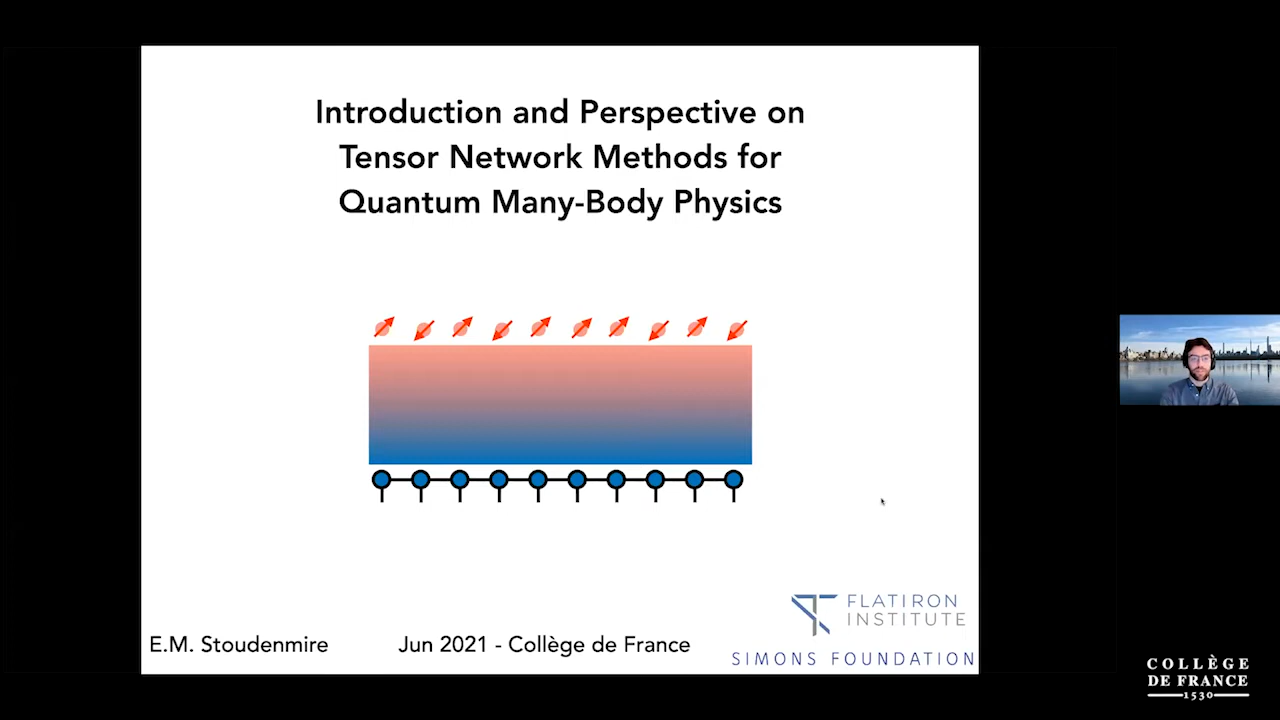 Introduction and Perspective on
Tensor Network Methods for
Quantum Many-Body Physics
FLATIRON
INSTITUTE
E.M. Stoudenmire
Jun 2021 - Collège de France
SIMONS FOUNDATION
COLLÈGE
DE FRANCE
1530